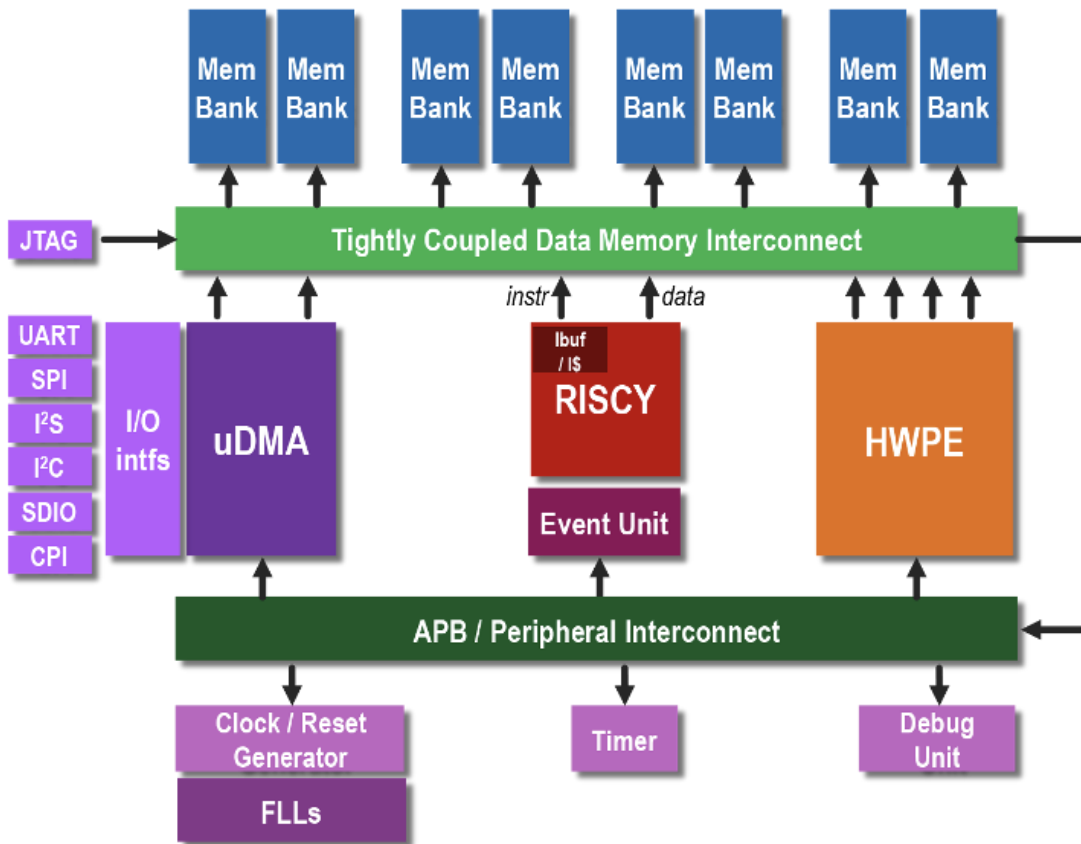 Mem Bank
Mem Bank
Mem Bank
Mem Bank
Mem Bank
Mem Bank
Mem Bank
Mem Bank
JTAG
Tightly Coupled Data Memory Interconnect
instr
data
UART
SPI
I²S
I²C
SDIO
CPI
I/O
intfs
uDMA
Ibuf
/ I$
RISCY
Event Unit
HWPE
APB / Peripheral Interconnect
Clock / Reset
Generator
FLLs
Timer
Debug
Unit